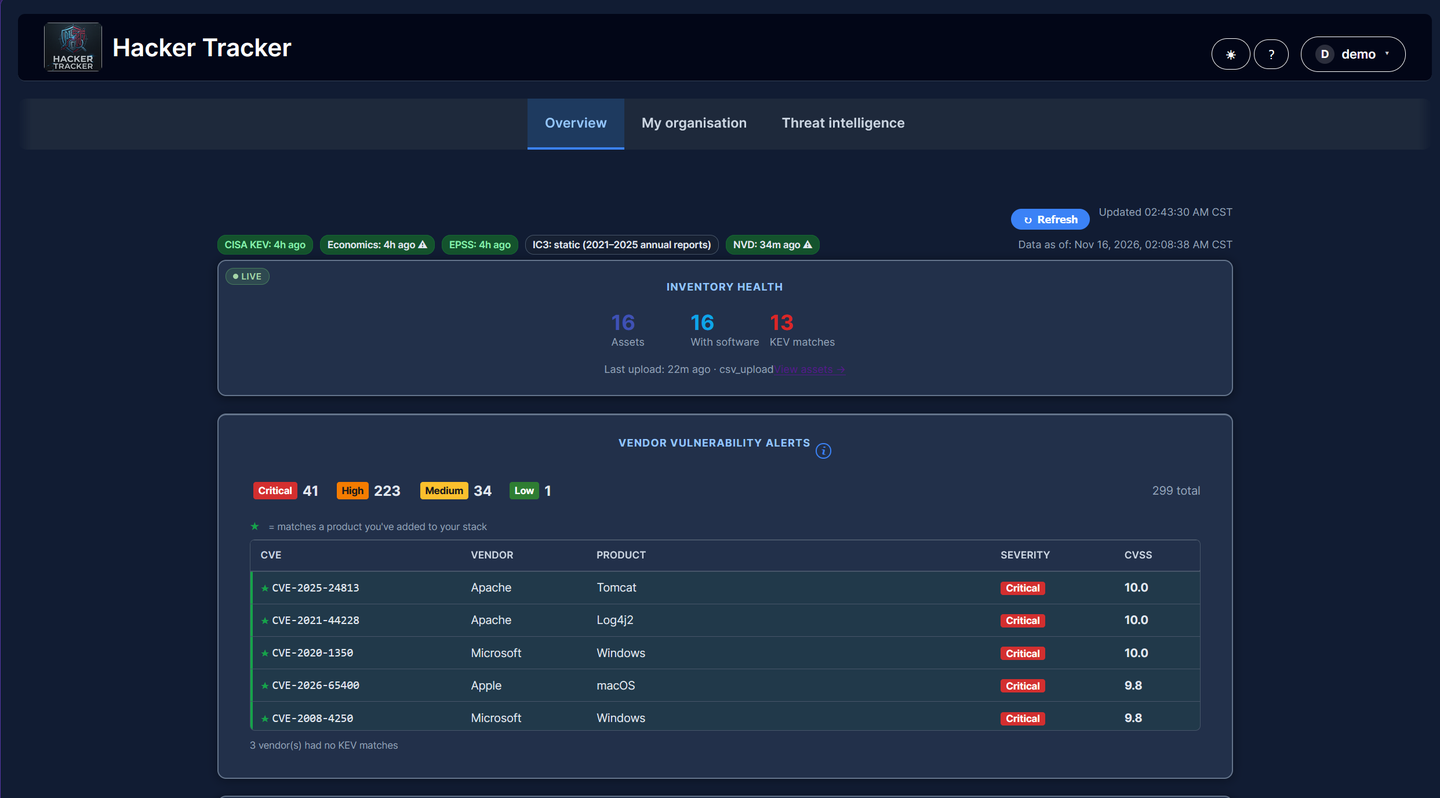 HACKER
TRACKER
Hacker Tracker
?
D demo
Overview My organisation Threat intelligence
↻ Refresh Updated 02:43:30 AM CST
CISA KEV: 4h ago Economics: 4h ago ⚠ EPSS: 4h ago IC3: static (2021–2025 annual reports) NVD: 34m ago ⚠ Data as of: Nov 16, 2026, 02:08:38 AM CST
LIVE
INVENTORY HEALTH
16 16 13
Assets With software KEV matches
Last upload: 22m ago · csv_upload View assets →
VENDOR VULNERABILITY ALERTS i
Critical 41 High 223 Medium 34 Low 1 299 total
★ = matches a product you've added to your stack
CVE VENDOR PRODUCT SEVERITY CVSS
★ CVE-2025-24813 Apache Tomcat Critical 10.0
★ CVE-2021-44228 Apache Log4j2 Critical 10.0
★ CVE-2020-1350 Microsoft Windows Critical 10.0
★ CVE-2026-65400 Apple macOS Critical 9.8
★ CVE-2008-4250 Microsoft Windows Critical 9.8
3 vendor(s) had no KEV matches